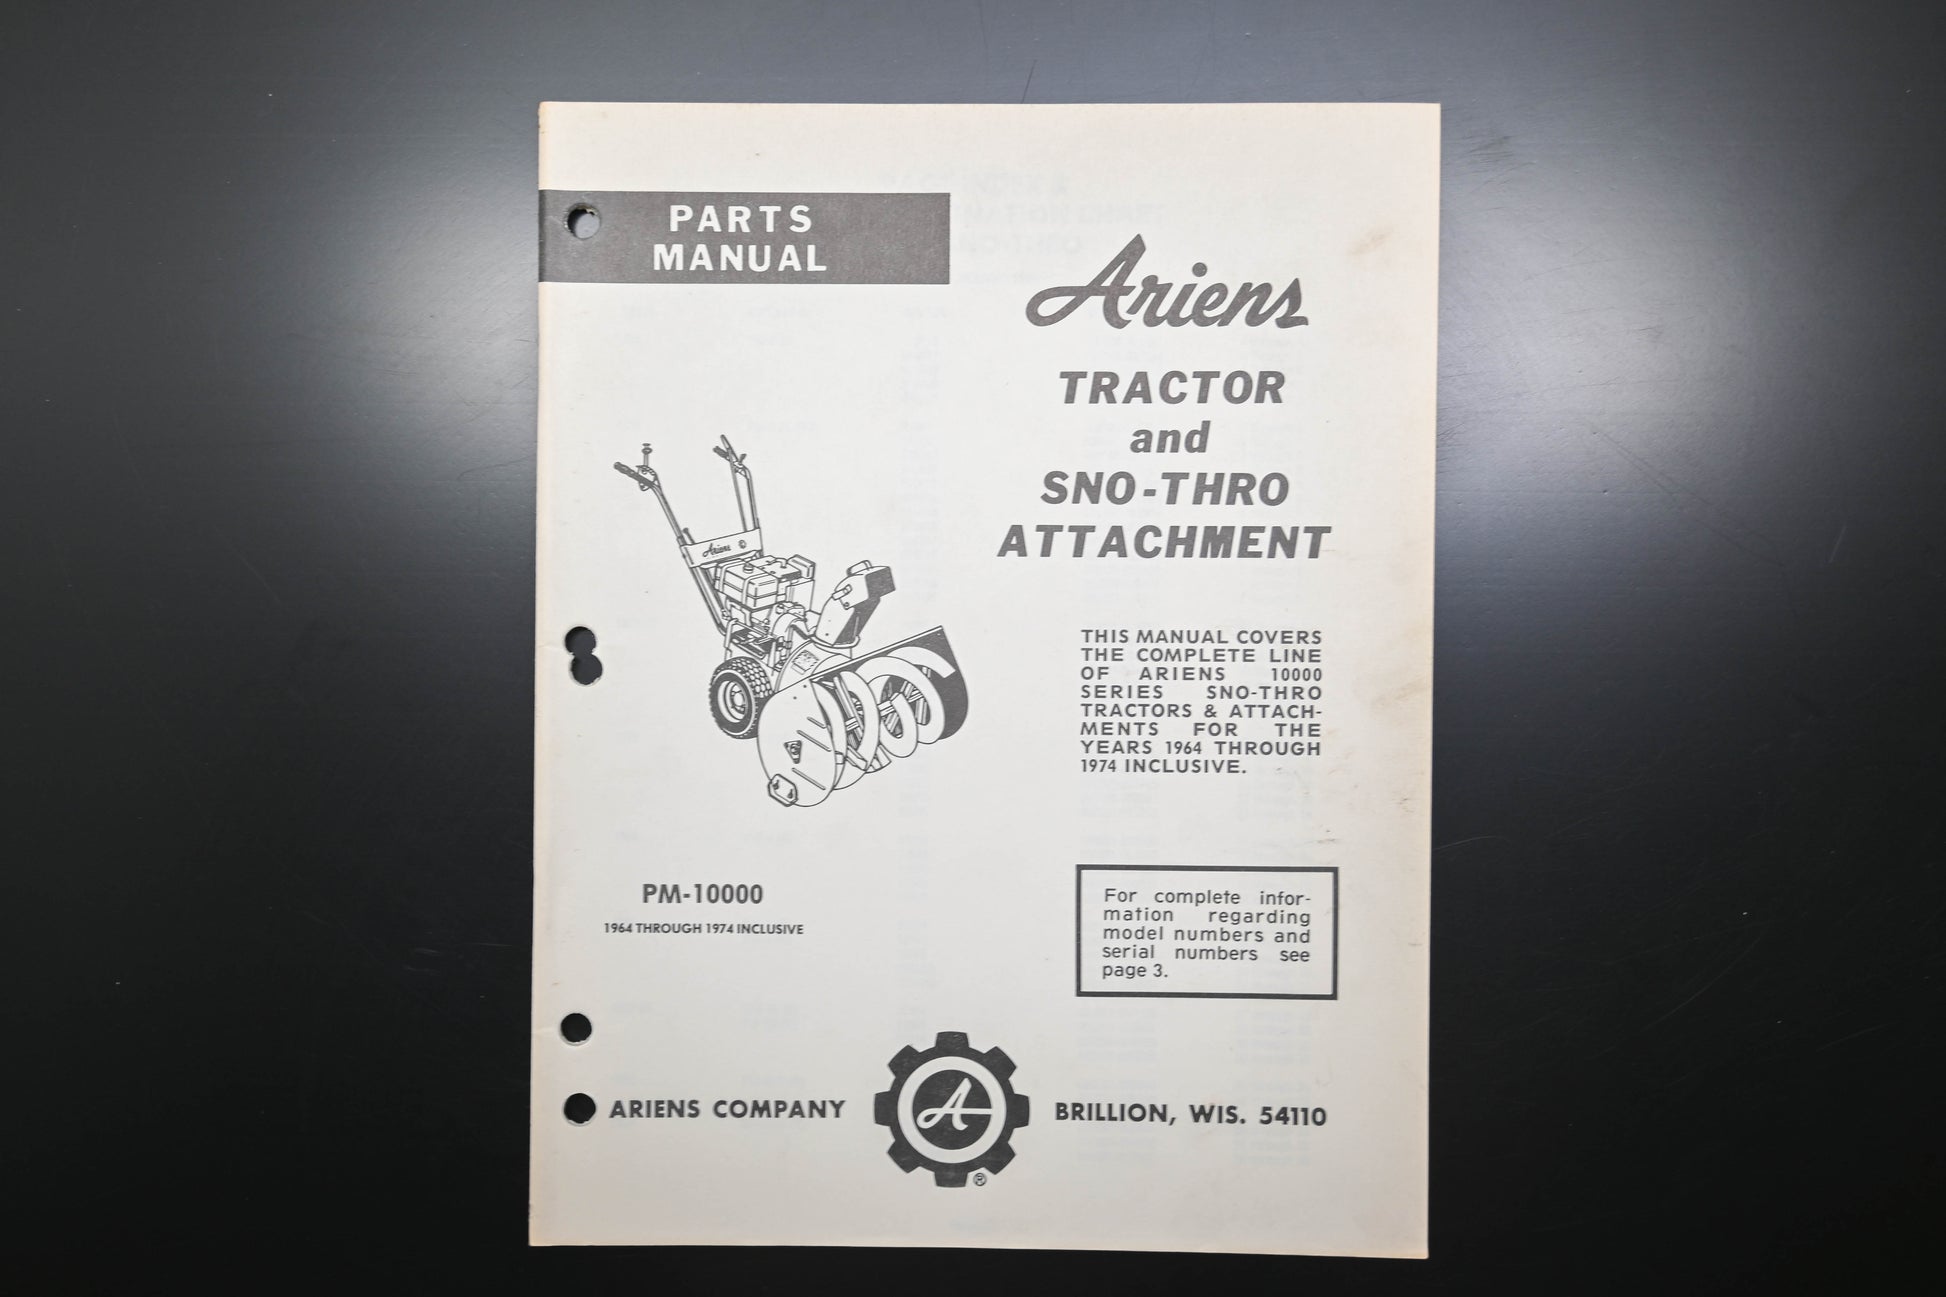 PARTS
MANUAL
Ariens
TRACTOR
and
SNO-THRO
ATTACHMENT
Ariens
THIS MANUAL COVERS
THE COMPLETE LINE
OF ARIENS 10000
SERIES SNO-THRO
TRACTORS & ATTACH-
MENTS FOR THE
YEARS 1964 THROUGH
1974 INCLUSIVE.
PM-10000
1964 THROUGH 1974 INCLUSIVE
For complete infor-
mation regarding
model numbers and
serial numbers see
page 3.
ARIENS COMPANY
A
®
BRILLION, WIS. 54110